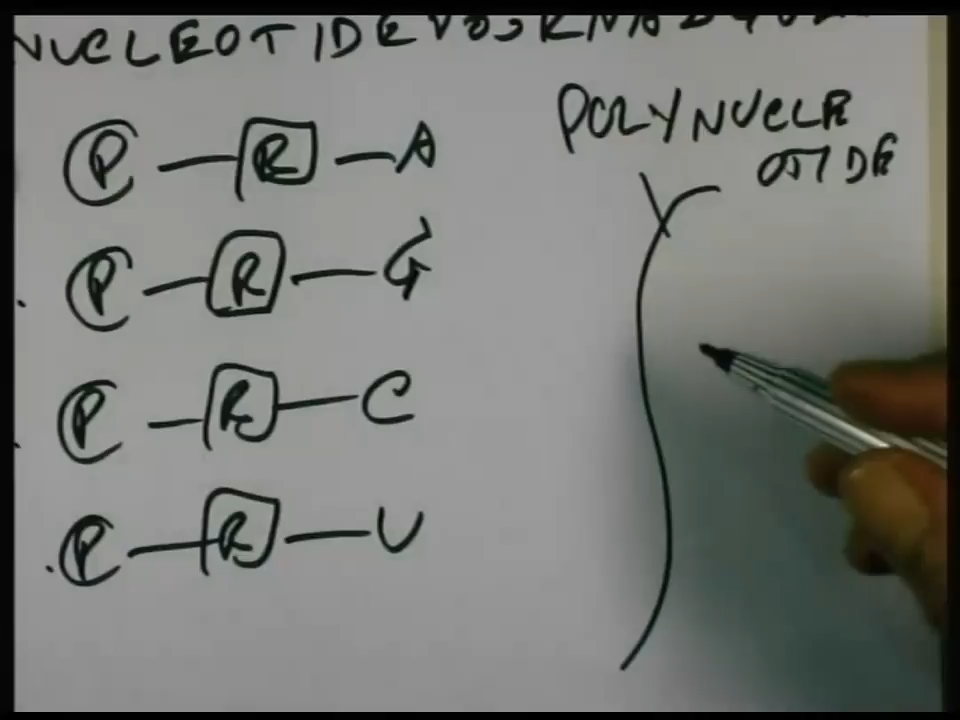 NUCLEOTIDE
POLYNUCLE
OTIDE
P — R — A
P — R — G
P — R — C
P — R — U